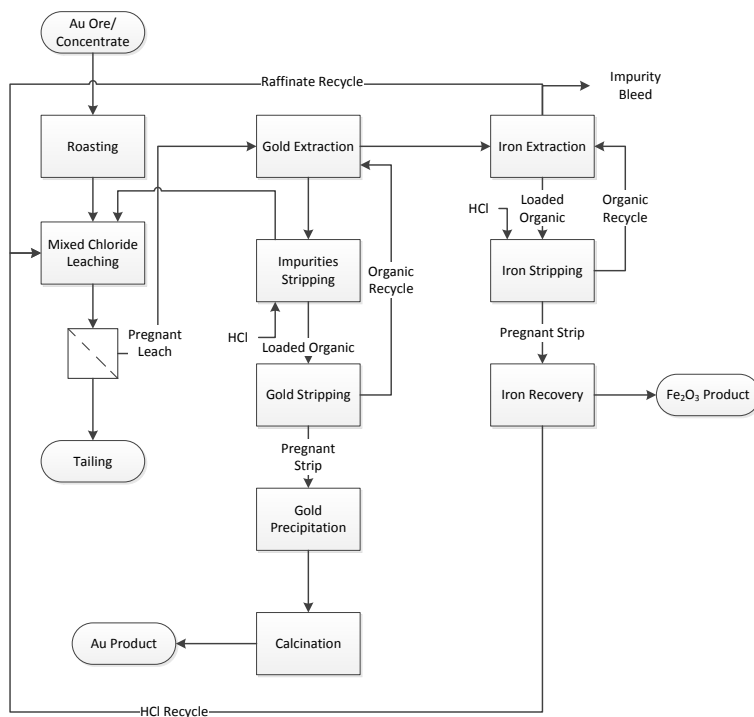 Au Ore/
Concentrate
Raffinate Recycle
Impurity
Bleed
Roasting
Gold Extraction
Iron Extraction
HCl
Loaded
Organic
Organic
Recycle
Mixed Chloride
Leaching
Impurities
Stripping
Organic
Recycle
Iron Stripping
Pregnant
Leach
HCl
Loaded Organic
Pregnant Strip
Gold Stripping
Iron Recovery
Fe₂O₃ Product
Tailing
Pregnant
Strip
Gold
Precipitation
Au Product
Calcination
HCl Recycle